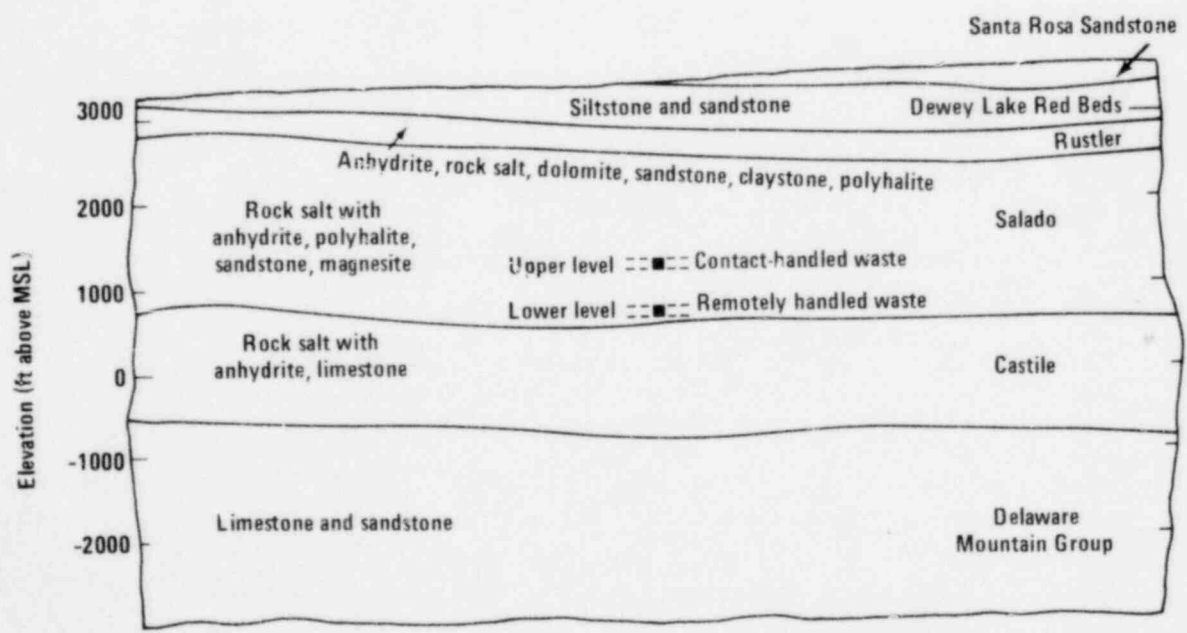 Santa Rosa Sandstone
3000
Siltstone and sandstone
Dewey Lake Red Beds
Rustler
Anhydrite, rock salt, dolomite, sandstone, claystone, polyhalite
2000
Rock salt with
anhydrite, polyhalite,
sandstone, magnesite
Salado
Upper level
Contact-handled waste
1000
Lower level
Remotely handled waste
Rock salt with
anhydrite, limestone
0
Castile
Elevation (ft above MSL)
-1000
Limestone and sandstone
-2000
Delaware
Mountain Group